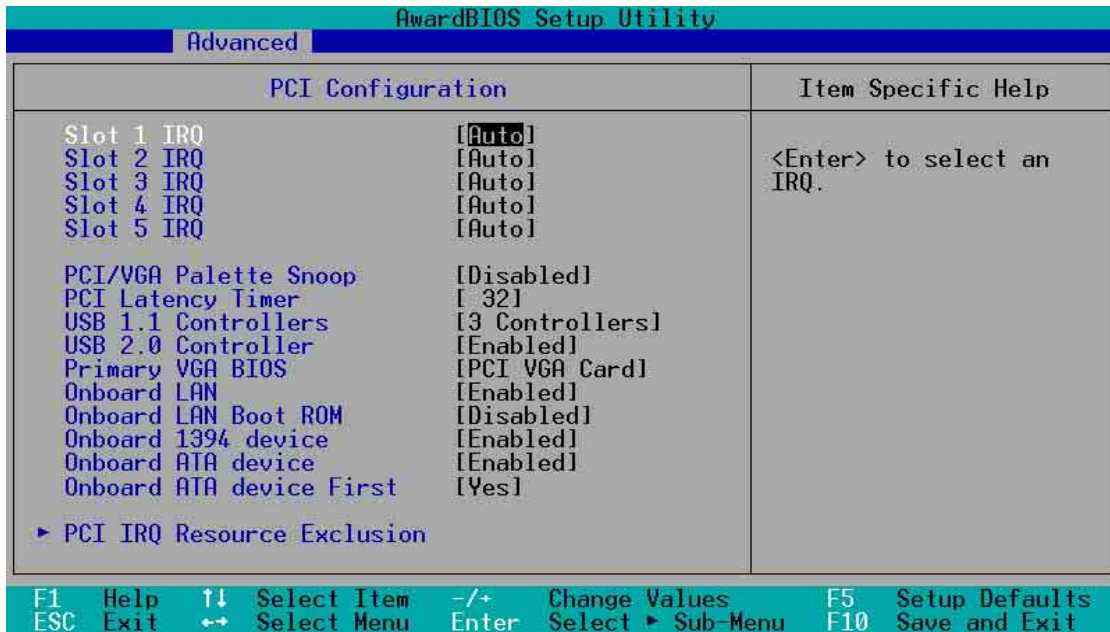 AwardBIOS Setup Utility
Advanced
PCI Configuration
Item Specific Help
Slot 1 IRQ [Auto]
Slot 2 IRQ [Auto]
Slot 3 IRQ [Auto]
Slot 4 IRQ [Auto]
Slot 5 IRQ [Auto]
<Enter> to select an
IRQ.
PCI/VGA Palette Snoop [Disabled]
PCI Latency Timer [ 32]
USB 1.1 Controllers [3 Controllers]
USB 2.0 Controller [Enabled]
Primary VGA BIOS [PCI VGA Card]
Onboard LAN [Enabled]
Onboard LAN Boot ROM [Disabled]
Onboard 1394 device [Enabled]
Onboard ATA device [Enabled]
Onboard ATA device First [Yes]
► PCI IRQ Resource Exclusion
F1 Help ↑↓ Select Item -/+ Change Values F5 Setup Defaults
ESC Exit ←→ Select Menu Enter Select ► Sub-Menu F10 Save and Exit